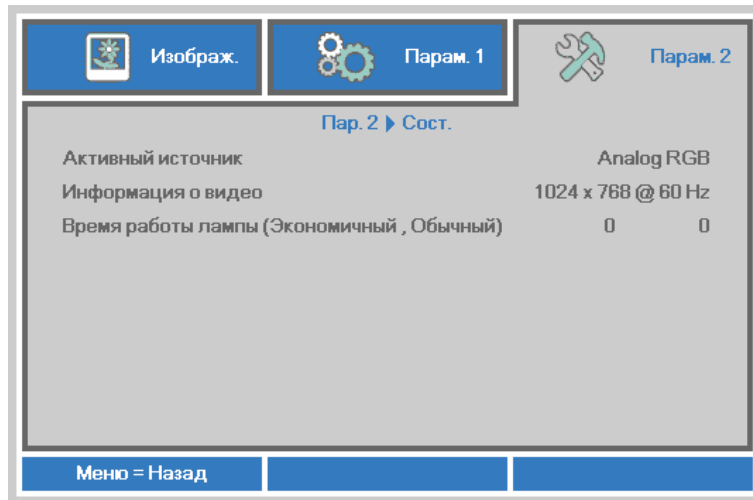 Изображ. Парам. 1 Парам. 2
Пар. 2 Сост.
Активный источник Analog RGB
Информация о видео 1024 x 768 @ 60 Hz
Время работы лампы (Экономичный , Обычный) 0 0
Меню = Назад